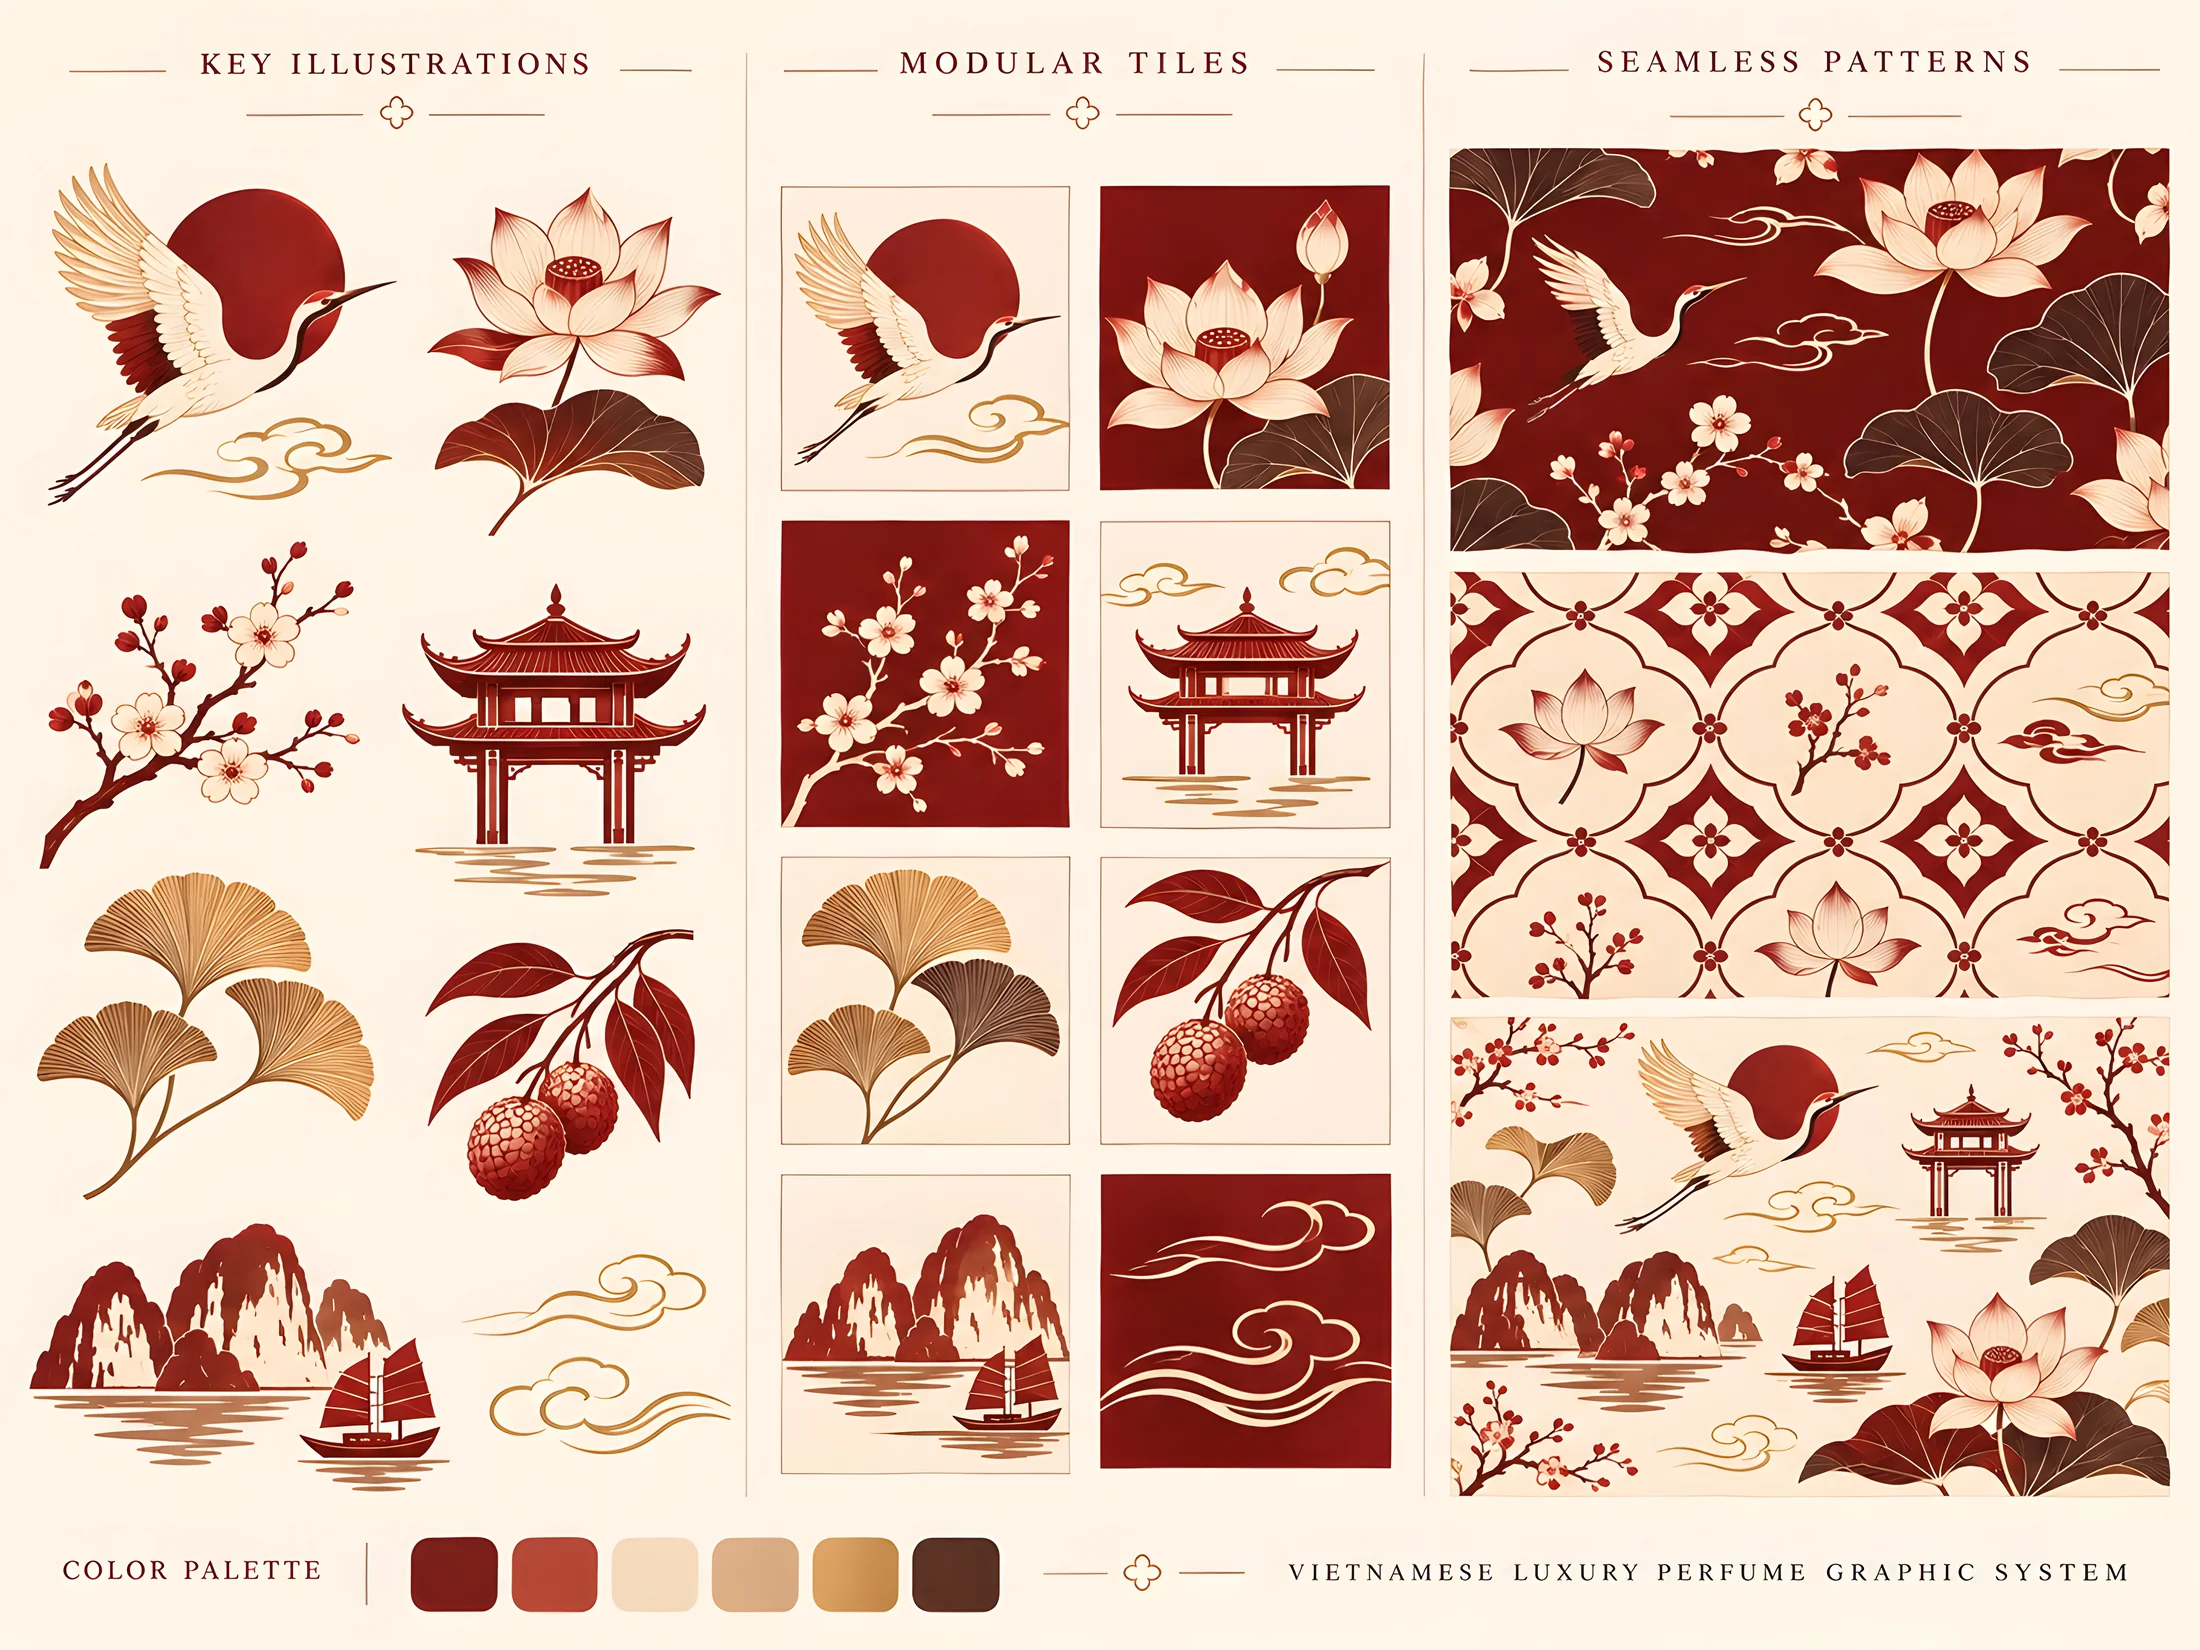 KEY ILLUSTRATIONS
MODULAR TILES
SEAMLESS PATTERNS
COLOR PALETTE
VIETNAMESE LUXURY PERFUME GRAPHIC SYSTEM